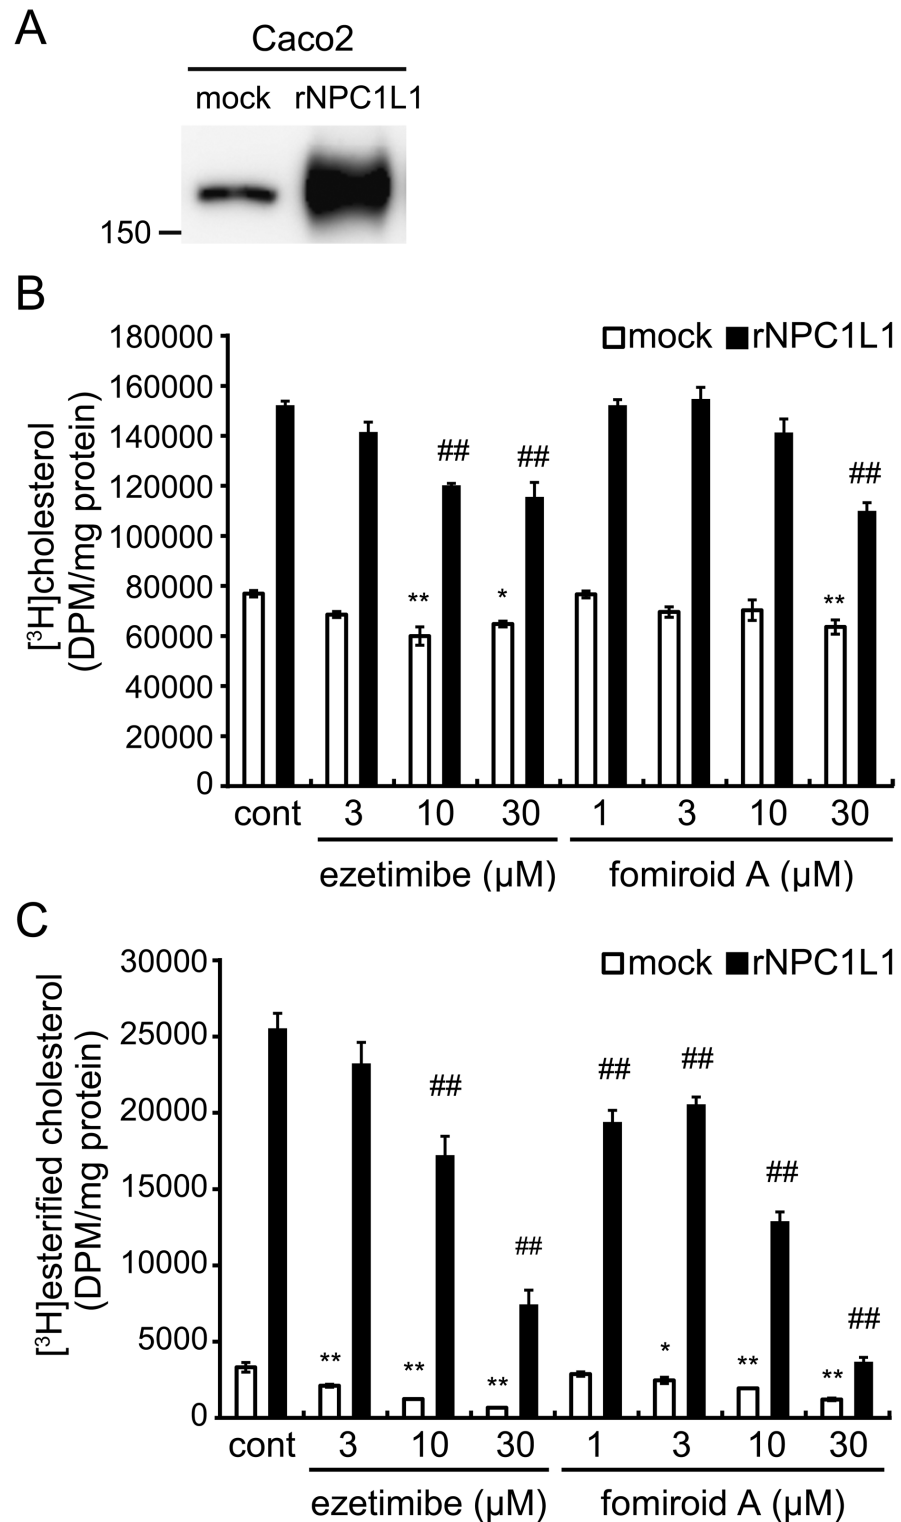 A
Caco2
mock rNPC1L1
150
B
180000
160000
140000
120000
100000
80000
60000
40000
20000
0
[³H]cholesterol
(DPM/mg protein)
mock rNPC1L1
## ## ##
** * **
cont 3 10 30 1 3 10 30
ezetimibe (µM) fomiroid A (µM)
C
30000
25000
20000
15000
10000
5000
0
[³H]esterified cholesterol
(DPM/mg protein)
mock rNPC1L1
## ## ## ## ## ##
** ** ** * ** **
cont 3 10 30 1 3 10 30
ezetimibe (µM) fomiroid A (µM)